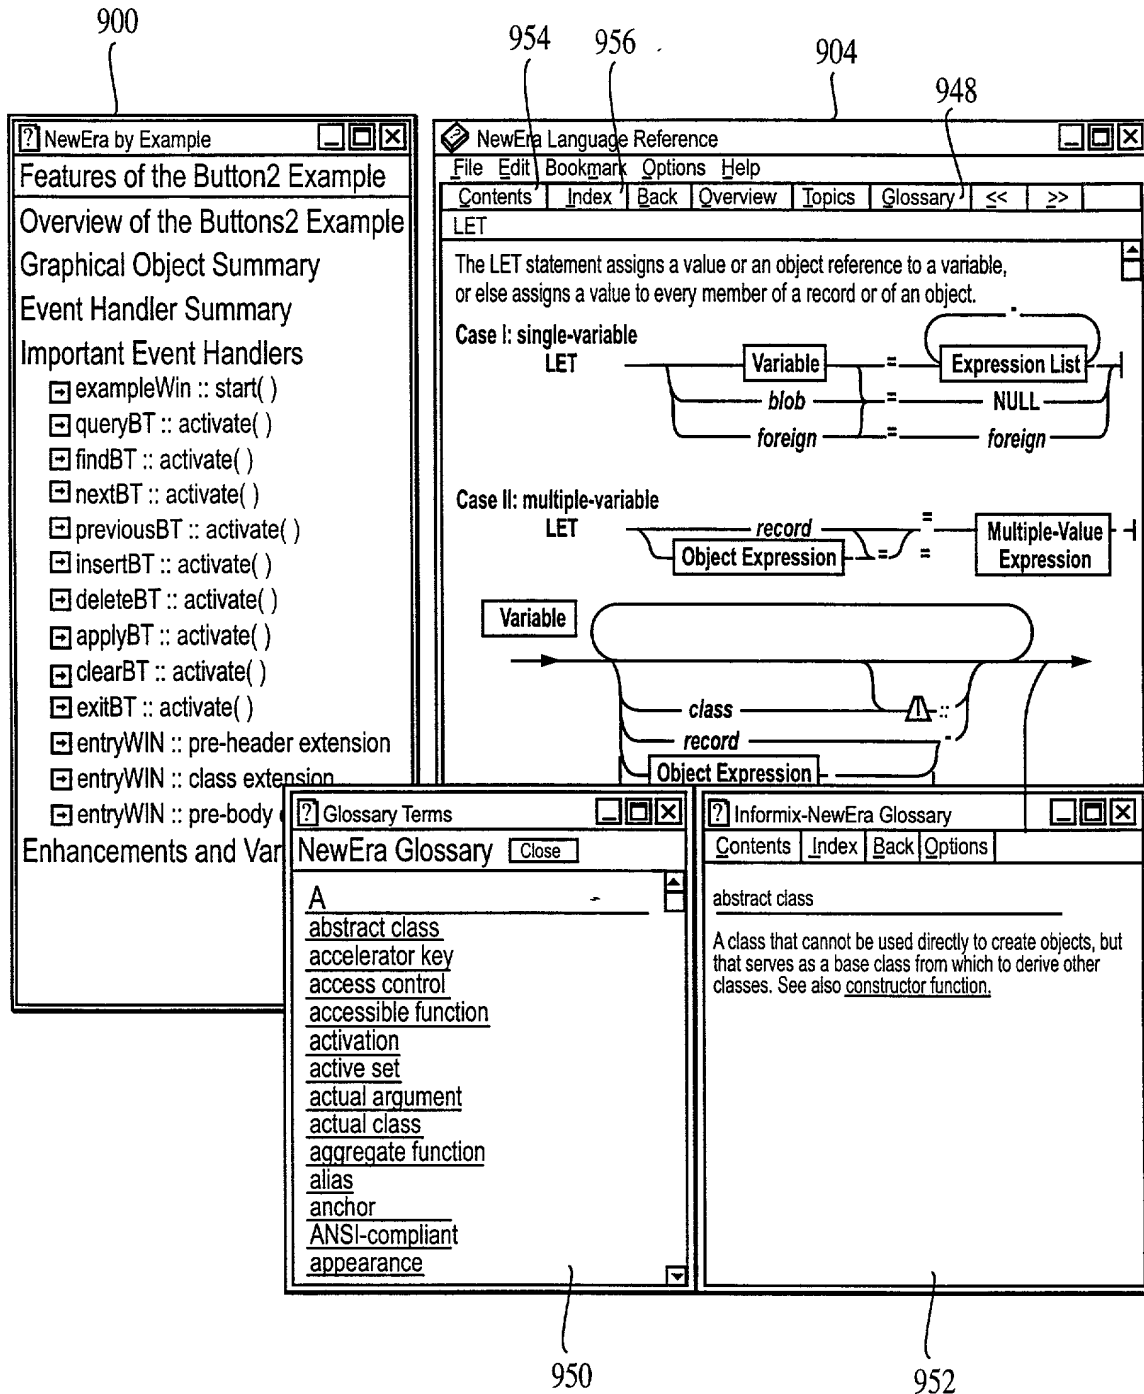 900
954
956
904
948
? NewEra by Example
Features of the Button2 Example
Overview of the Buttons2 Example
Graphical Object Summary
Event Handler Summary
Important Event Handlers
exampleWin :: start( )
queryBT :: activate( )
findBT :: activate( )
nextBT :: activate( )
previousBT :: activate( )
insertBT :: activate( )
deleteBT :: activate( )
applyBT :: activate( )
clearBT :: activate( )
exitBT :: activate( )
entryWIN :: pre-header extension
entryWIN :: class extension
entryWIN :: pre-body
Enhancements and Var
? NewEra Language Reference
File Edit Bookmark Options Help
Contents Index Back Overview Topics Glossary << >>
LET
The LET statement assigns a value or an object reference to a variable,
or else assigns a value to every member of a record or of an object.
Case I: single-variable
LET Variable = Expression List
blob = NULL
foreign = foreign
Case II: multiple-variable
LET record = Multiple-Value
Object Expression = = Expression
Variable
class ! ::
record
Object Expression
? Glossary Terms
NewEra Glossary Close
A
abstract class
accelerator key
access control
accessible function
activation
active set
actual argument
actual class
aggregate function
alias
anchor
ANSI-compliant
appearance
? Informix-NewEra Glossary
Contents Index Back Options
abstract class
A class that cannot be used directly to create objects, but
that serves as a base class from which to derive other
classes. See also constructor function.
950
952